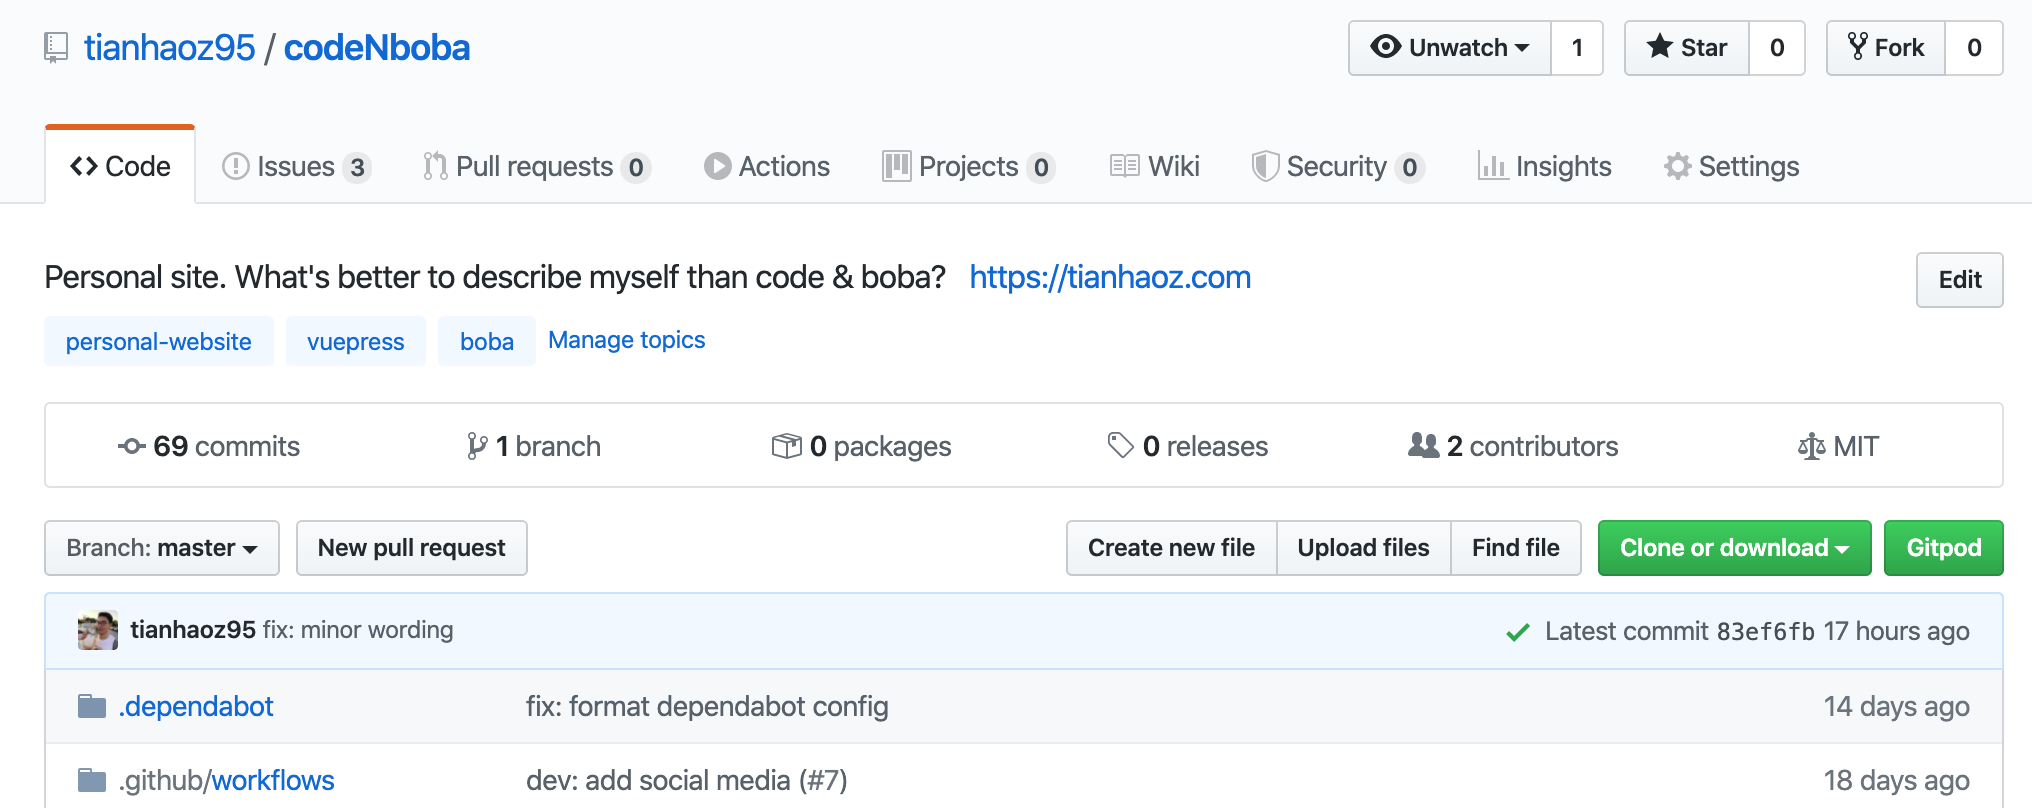 tianhaoz95 / codeNboba
Unwatch 1 Star 0 Fork 0
Code Issues 3 Pull requests 0 Actions Projects 0 Wiki Security 0 Insights Settings
Personal site. What's better to describe myself than code & boba? https://tianhaoz.com
Edit
personal-website vuepress boba Manage topics
69 commits 1 branch 0 packages 0 releases 2 contributors MIT
Branch: master New pull request Create new file Upload files Find file Clone or download Gitpod
tianhaoz95 fix: minor wording Latest commit 83ef6fb 17 hours ago
.dependabot fix: format dependabot config 14 days ago
.github/workflows dev: add social media (#7) 18 days ago